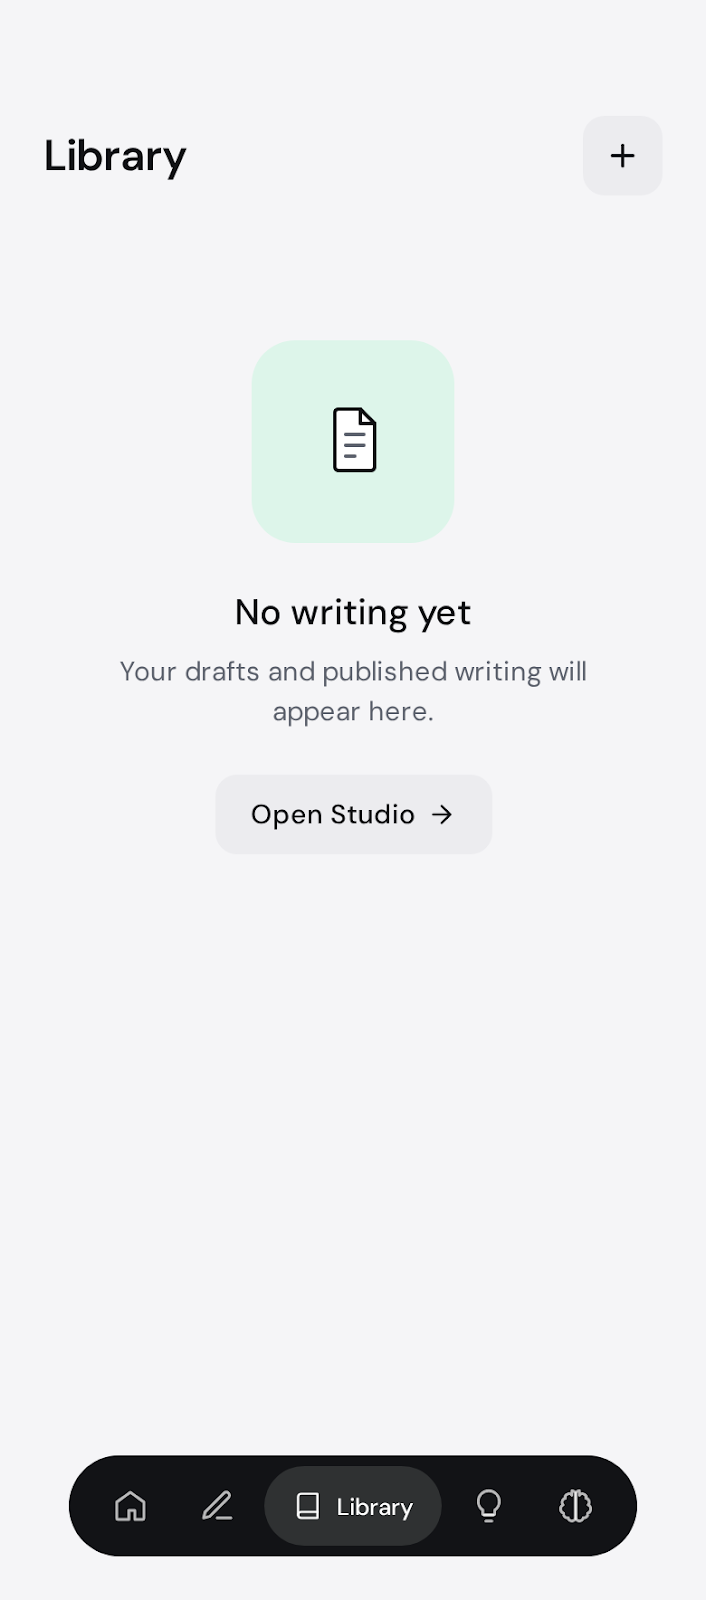 Library
No writing yet
Your drafts and published writing will
appear here.
Open Studio →
Library